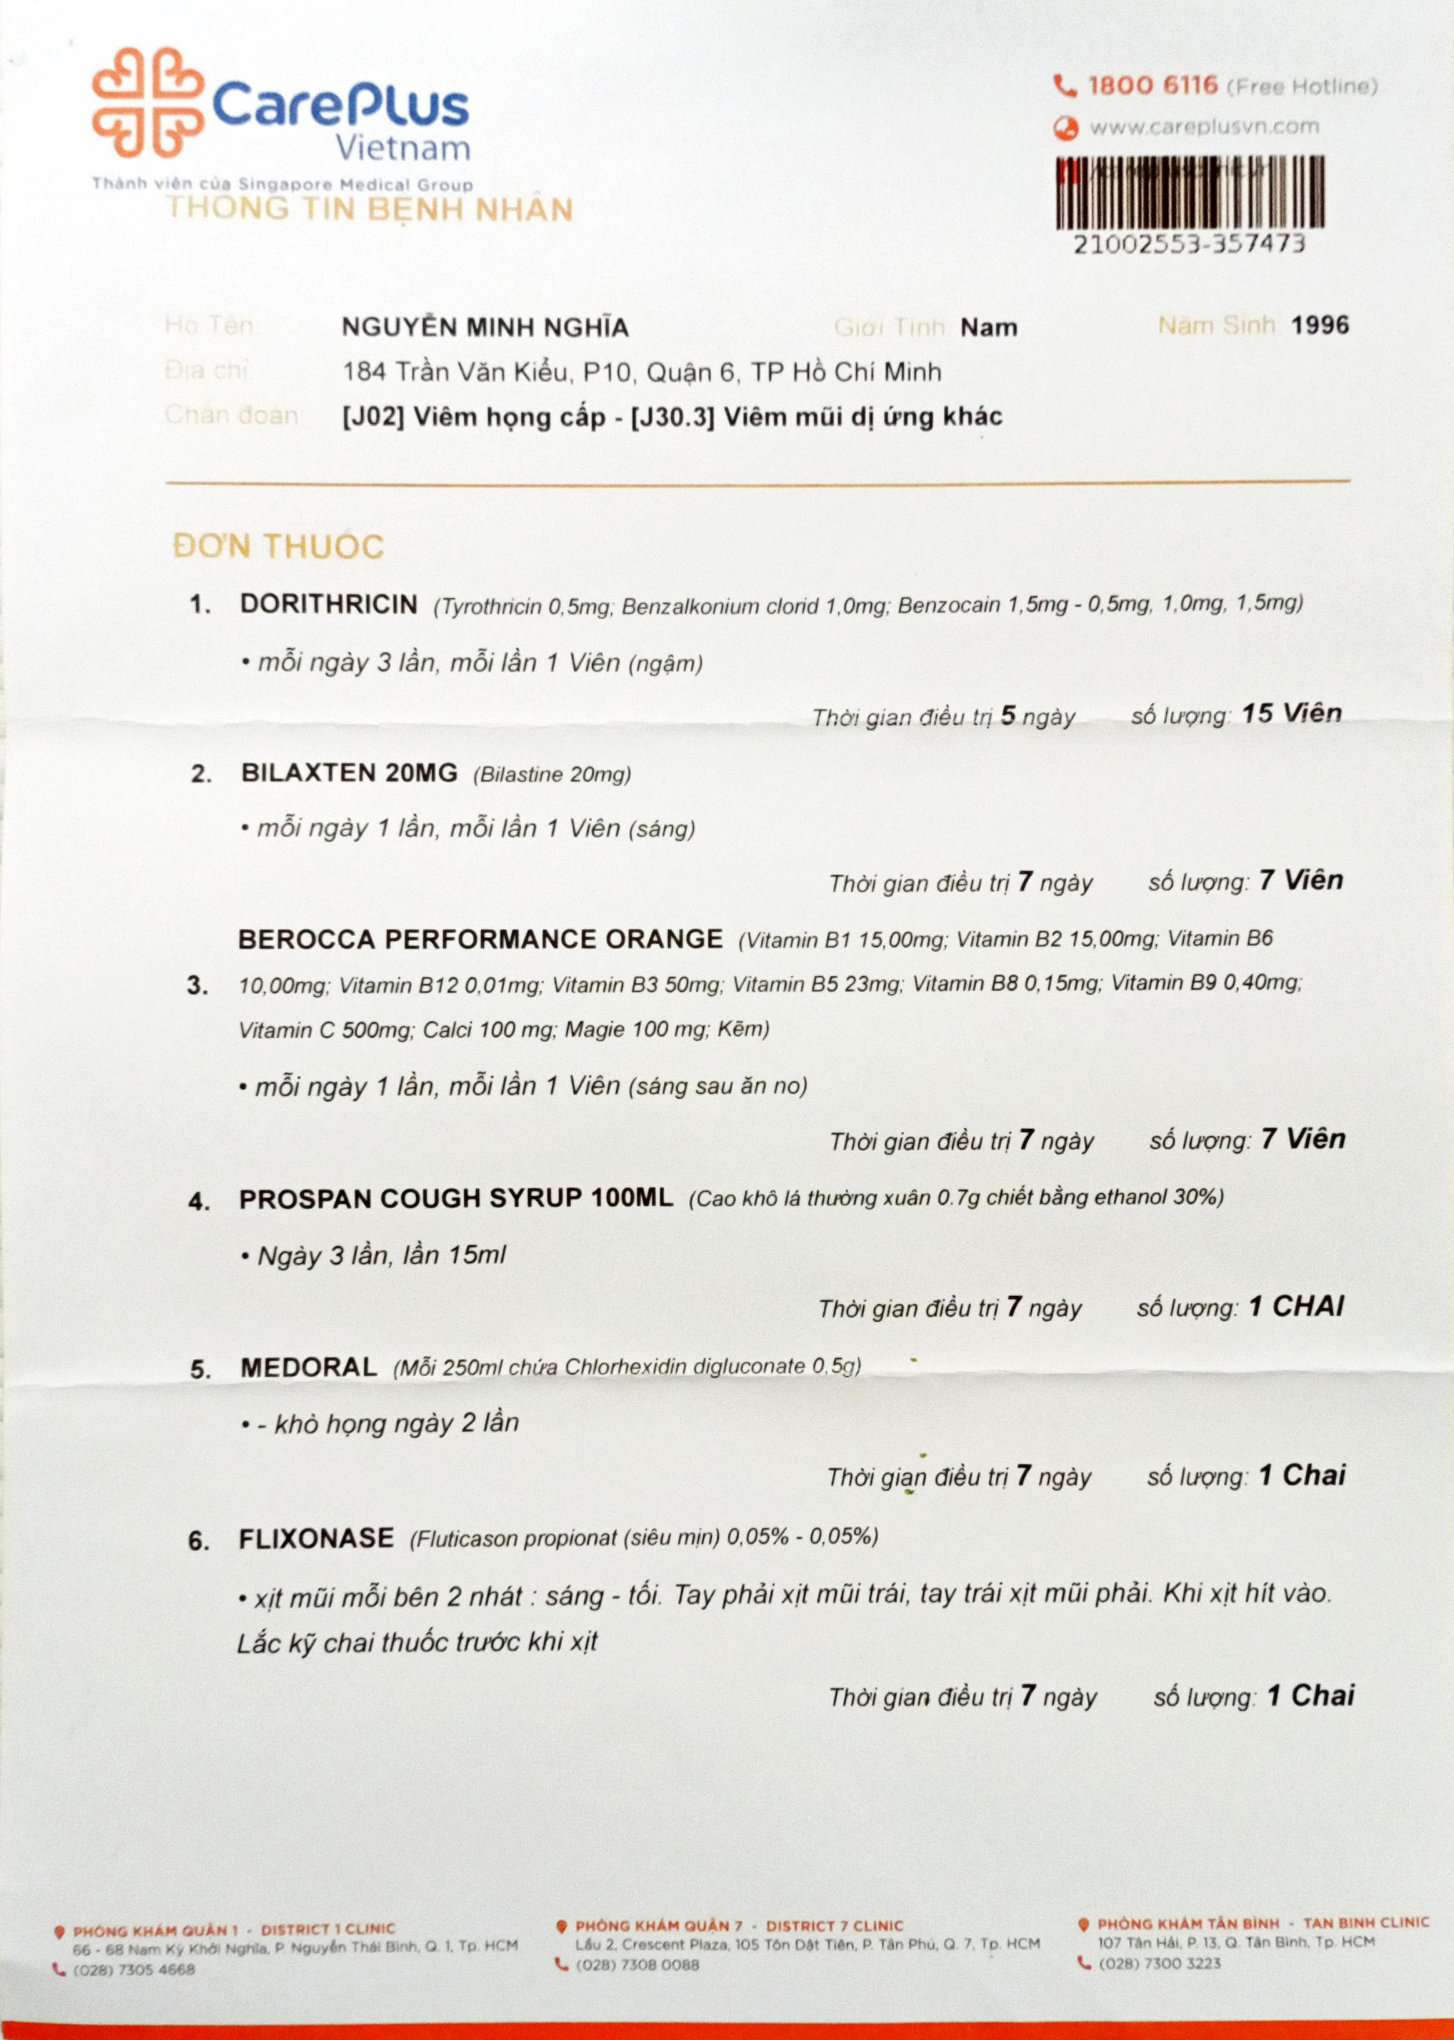 CarePlus
Vietnam
Thành viên của Singapore Medical Group
1800 6116 (Free Hotline)
www.careplusvn.com
21002553-357473
THÔNG TIN BỆNH NHÂN
Họ Tên NGUYỄN MINH NGHĨA Giới Tính Nam Năm Sinh 1996
Địa chỉ 184 Trần Văn Kiểu, P10, Quận 6, TP Hồ Chí Minh
Chẩn đoán [J02] Viêm họng cấp - [J30.3] Viêm mũi dị ứng khác
ĐƠN THUỐC
1. DORITHRICIN (Tyrothricin 0,5mg; Benzalkonium clorid 1,0mg; Benzocain 1,5mg - 0,5mg, 1,0mg, 1,5mg)
• mỗi ngày 3 lần, mỗi lần 1 Viên (ngậm)
Thời gian điều trị 5 ngày số lượng: 15 Viên
2. BILAXTEN 20MG (Bilastine 20mg)
• mỗi ngày 1 lần, mỗi lần 1 Viên (sáng)
Thời gian điều trị 7 ngày số lượng: 7 Viên
BEROCCA PERFORMANCE ORANGE (Vitamin B1 15,00mg; Vitamin B2 15,00mg; Vitamin B6
3. 10,00mg; Vitamin B12 0,01mg; Vitamin B3 50mg; Vitamin B5 23mg; Vitamin B8 0,15mg; Vitamin B9 0,40mg;
Vitamin C 500mg; Calci 100 mg; Magie 100 mg; Kẽm)
• mỗi ngày 1 lần, mỗi lần 1 Viên (sáng sau ăn no)
Thời gian điều trị 7 ngày số lượng: 7 Viên
4. PROSPAN COUGH SYRUP 100ML (Cao khô lá thường xuân 0.7g chiết bằng ethanol 30%)
• Ngày 3 lần, lần 15ml
Thời gian điều trị 7 ngày số lượng: 1 CHAI
5. MEDORAL (Mỗi 250ml chứa Chlorhexidin digluconate 0,5g)
• - khò họng ngày 2 lần
Thời gian điều trị 7 ngày số lượng: 1 Chai
6. FLIXONASE (Fluticason propionat (siêu mịn) 0,05% - 0,05%)
• xịt mũi mỗi bên 2 nhát : sáng - tối. Tay phải xịt mũi trái, tay trái xịt mũi phải. Khi xịt hít vào.
Lắc kỹ chai thuốc trước khi xịt
Thời gian điều trị 7 ngày số lượng: 1 Chai
PHÒNG KHÁM QUẬN 1 - DISTRICT 1 CLINIC
66 - 68 Nam Kỳ Khởi Nghĩa, P. Nguyễn Thái Bình, Q. 1, Tp. HCM
(028) 7305 4668
PHÒNG KHÁM QUẬN 7 - DISTRICT 7 CLINIC
Lầu 2, Crescent Plaza, 105 Tôn Dật Tiên, P. Tân Phú, Q. 7, Tp. HCM
(028) 7308 0088
PHÒNG KHÁM TÂN BÌNH - TAN BINH CLINIC
107 Tân Hải, P. 13, Q. Tân Bình, Tp. HCM
(028) 7300 3223